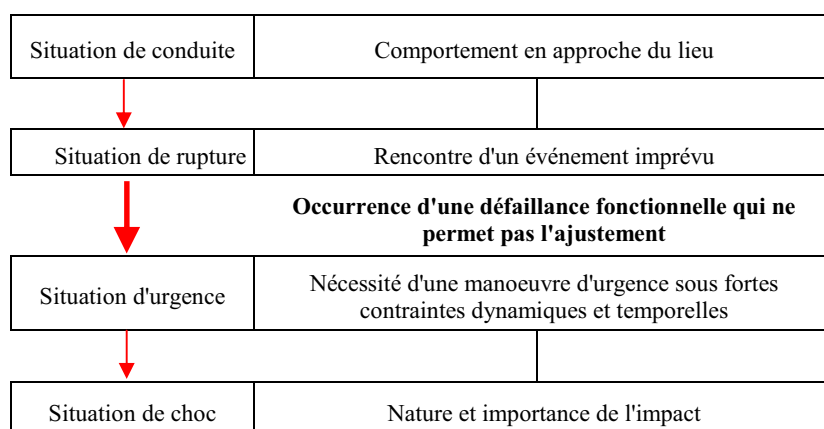 Situation de conduite
Comportement en approche du lieu
Situation de rupture
Rencontre d'un événement imprévu
Occurrence d'une défaillance fonctionnelle qui ne
permet pas l'ajustement
Situation d'urgence
Nécessité d'une manoeuvre d'urgence sous fortes
contraintes dynamiques et temporelles
Situation de choc
Nature et importance de l'impact